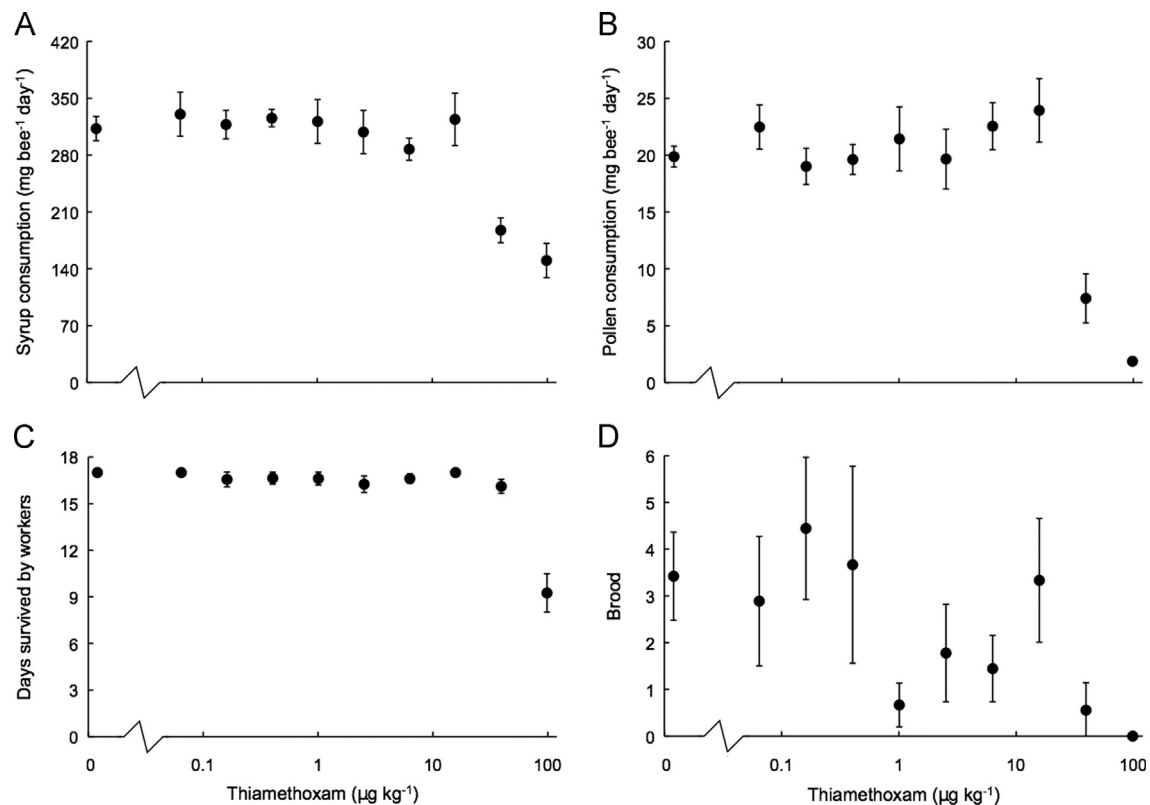 A
420
350
280
210
140
70
0
Syrup consumption (mg bee⁻¹ day⁻¹)
B
30
25
20
15
10
5
0
Pollen consumption (mg bee⁻¹ day⁻¹)
C
18
15
12
9
6
3
0
Days survived by workers
0 0.1 1 10 100
Thiamethoxam (µg kg⁻¹)
D
6
5
4
3
2
1
0
Brood
0 0.1 1 10 100
Thiamethoxam (µg kg⁻¹)